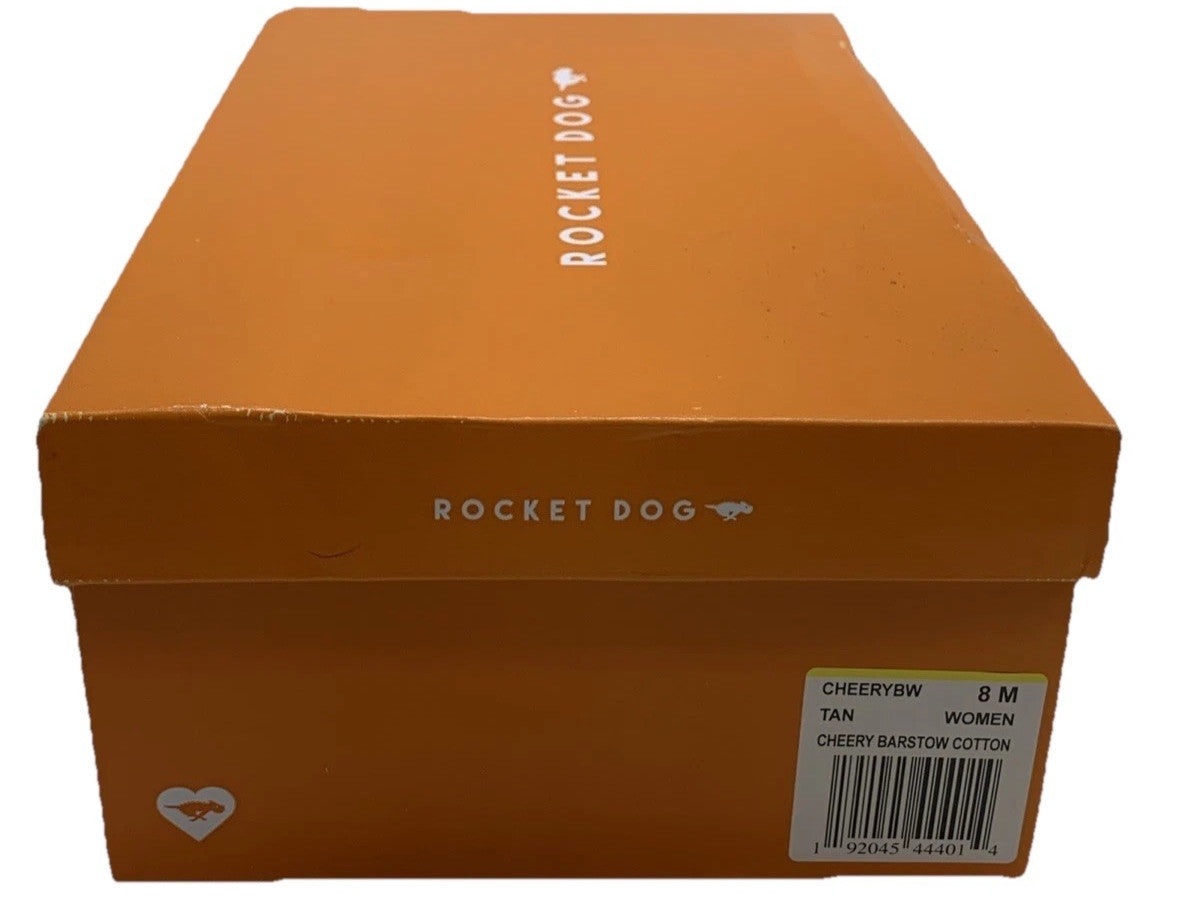 ROCKET DOG
ROCKET DOG
CHEERYBW 8 M
TAN WOMEN
CHEERY BARSTOW COTTON
1 92045 44401 4